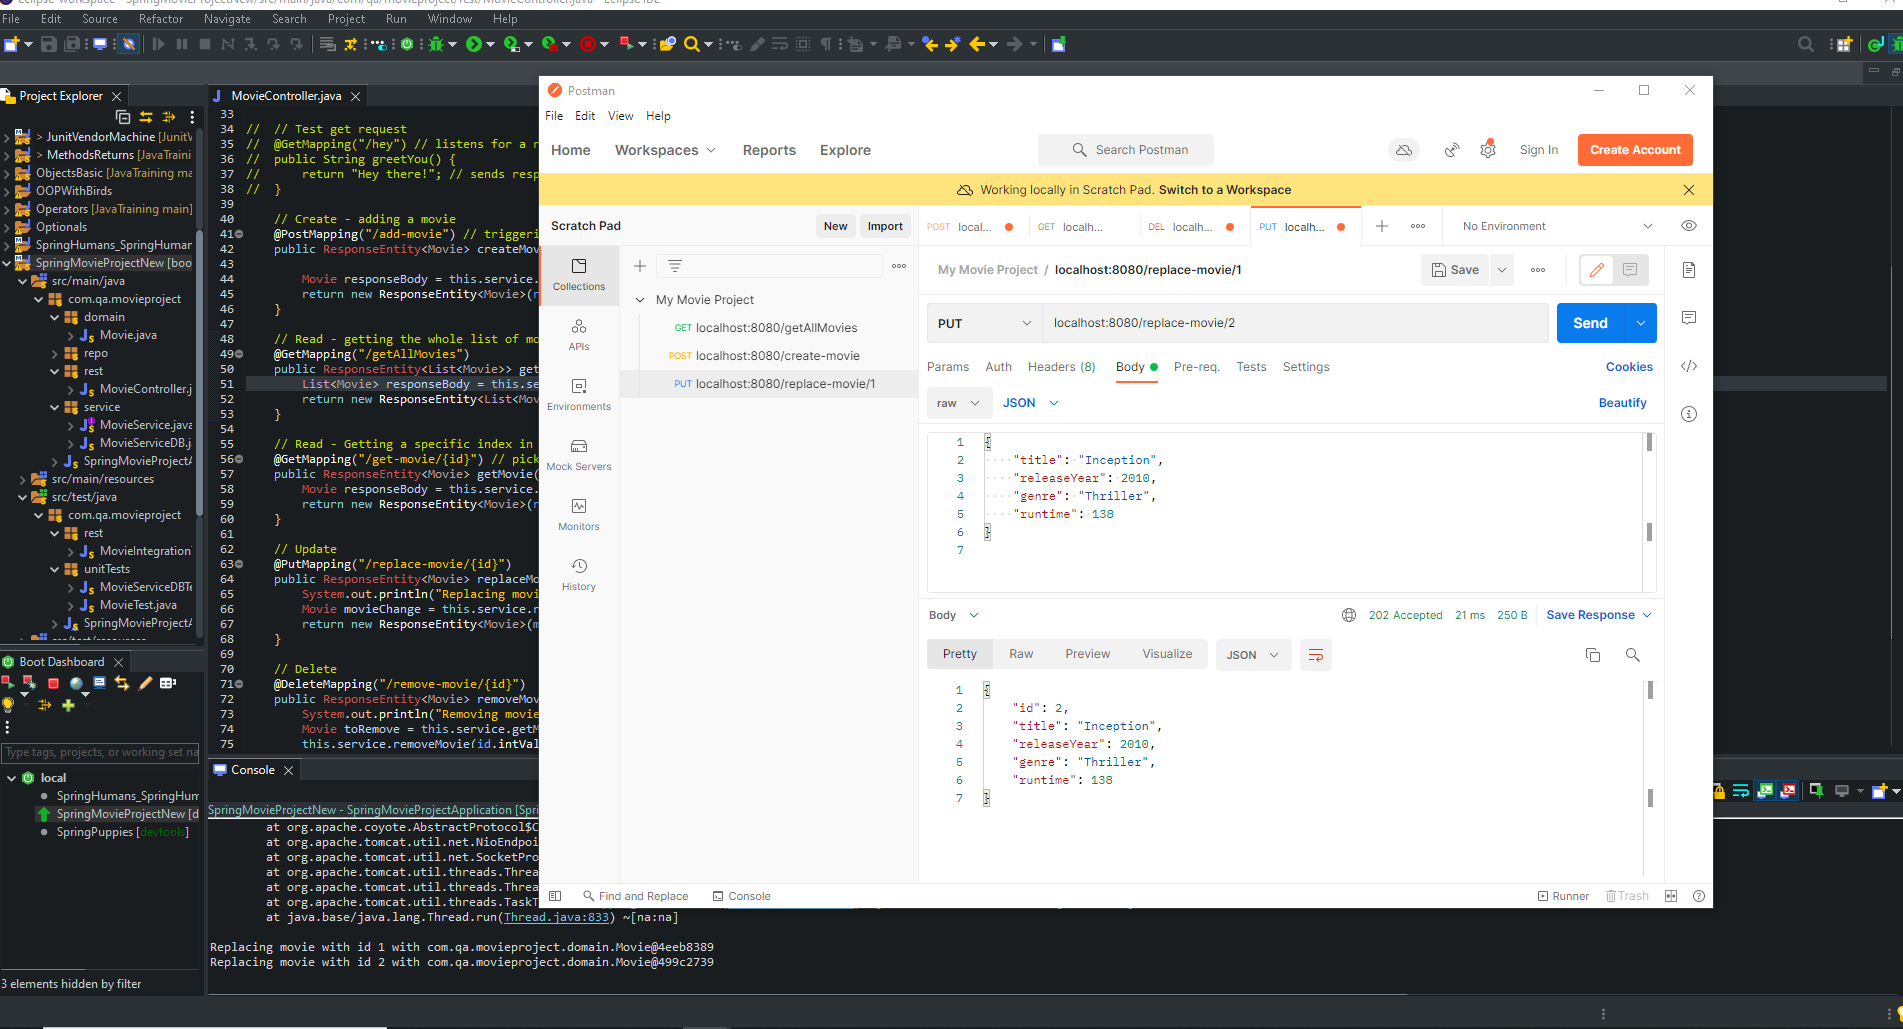 File Edit Source Refactor Navigate Search Project Run Window Help
Project Explorer
> JunitVendorMachine
> MethodsReturns [JavaTraini
ObjectsBasic [JavaTraining ma
OOPWithBirds
Operators [JavaTraining main]
Optionals
SpringHumans_SpringHumar
SpringMovieProjectNew [boo
src/main/java
com.qa.movieproject
domain
Movie.java
repo
rest
MovieController.j
service
MovieService.java
MovieServiceDB.j
SpringMovieProjectA
src/main/resources
src/test/java
com.qa.movieproject
rest
MovieIntegration
unitTests
MovieServiceDBTe
MovieTest.java
SpringMovieProjectA
Boot Dashboard
Type tags, projects, or working set na
local
SpringHumans_SpringHum
SpringMovieProjectNew [d
SpringPuppies [devtools]
3 elements hidden by filter
MovieController.java
33
34 // // Test get request
35 // @GetMapping("/hey") // listens for a r
36 // public String greetYou() {
37 // return "Hey there!"; // sends resp
38 // }
39
40 // Create - adding a movie
41 @PostMapping("/add-movie") // triggeri
42 public ResponseEntity<Movie> createMov
43
44 Movie responseBody = this.service.
45 return new ResponseEntity<Movie>(r
46 }
47
48 // Read - getting the whole list of mo
49 @GetMapping("/getAllMovies")
50 public ResponseEntity<List<Movie>> get
51 List<Movie> responseBody = this.se
52 return new ResponseEntity<List<Mov
53 }
54
55 // Read - Getting a specific index in
56 @GetMapping("/get-movie/{id}") // pick
57 public ResponseEntity<Movie> getMovie(
58 Movie responseBody = this.service.
59 return new ResponseEntity<Movie>(r
60 }
61
62 // Update
63 @PutMapping("/replace-movie/{id}")
64 public ResponseEntity<Movie> replaceMo
65 System.out.println("Replacing movi
66 Movie movieChange = this.service.r
67 return new ResponseEntity<Movie>(m
68 }
69
70 // Delete
71 @DeleteMapping("/remove-movie/{id}")
72 public ResponseEntity<Movie> removeMov
73 System.out.println("Removing movie
74 Movie toRemove = this.service.getM
75 this.service.removeMovie(id.intVal
Console
SpringMovieProjectNew - SpringMovieProjectApplication [Spri
at org.apache.coyote.AbstractProtocol$C
at org.apache.tomcat.util.net.NioEndpoi
at org.apache.tomcat.util.net.SocketPro
at org.apache.tomcat.util.threads.Threa
at org.apache.tomcat.util.threads.Threa
at org.apache.tomcat.util.threads.TaskT
at java.base/java.lang.Thread.run(Thread.java:833) ~[na:na]
Replacing movie with id 1 with com.qa.movieproject.domain.Movie@4eeb8389
Replacing movie with id 2 with com.qa.movieproject.domain.Movie@499c2739
Postman
File Edit View Help
Home Workspaces Reports Explore Search Postman Sign In Create Account
Working locally in Scratch Pad. Switch to a Workspace
Scratch Pad New Import
Collections
APIs
Environments
Mock Servers
Monitors
History
My Movie Project
GET localhost:8080/getAllMovies
POST localhost:8080/create-movie
PUT localhost:8080/replace-movie/1
POST local... GET localh... DEL localh... PUT localh... No Environment
My Movie Project / localhost:8080/replace-movie/1 Save
PUT localhost:8080/replace-movie/2 Send
Params Auth Headers (8) Body Pre-req. Tests Settings Cookies
raw JSON Beautify
1 {
2 "title": "Inception",
3 "releaseYear": 2010,
4 "genre": "Thriller",
5 "runtime": 138
6 }
7
Body 202 Accepted 21 ms 250 B Save Response
Pretty Raw Preview Visualize JSON
1 {
2 "id": 2,
3 "title": "Inception",
4 "releaseYear": 2010,
5 "genre": "Thriller",
6 "runtime": 138
7 }
Find and Replace Console Runner Trash